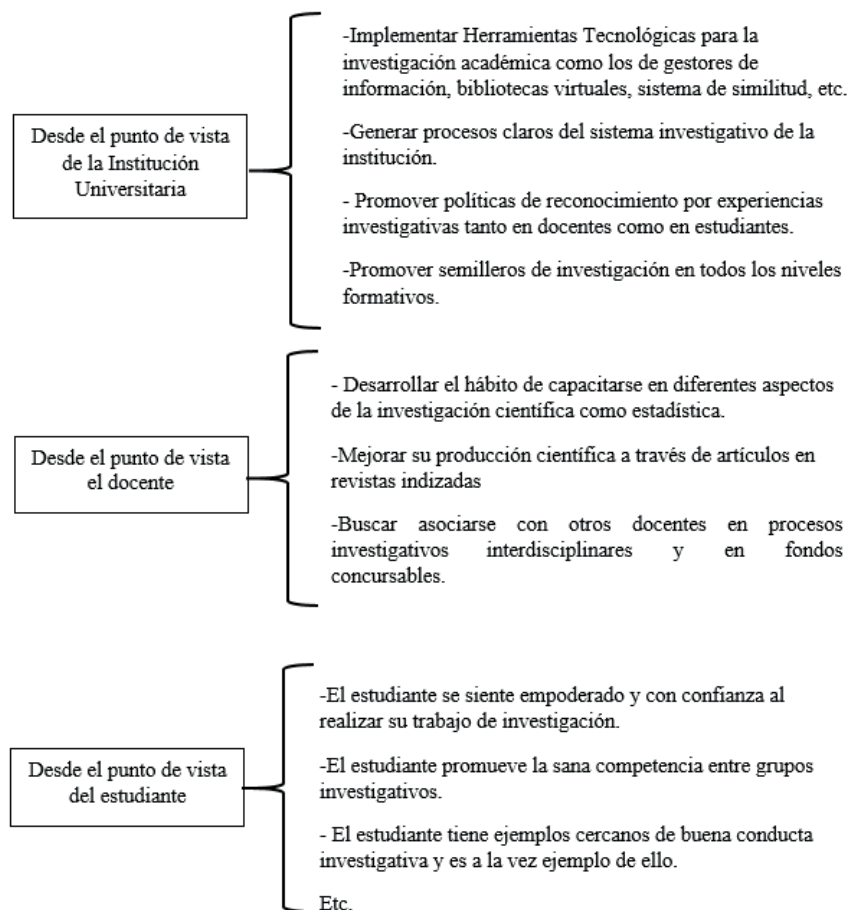 Desde el punto de vista
de la Institución
Universitaria
-Implementar Herramientas Tecnológicas para la
investigación académica como los de gestores de
información, bibliotecas virtuales, sistema de similitud, etc.
-Generar procesos claros del sistema investigativo de la
institución.
- Promover políticas de reconocimiento por experiencias
investigativas tanto en docentes como en estudiantes.
-Promover semilleros de investigación en todos los niveles
formativos.
Desde el punto de vista
el docente
- Desarrollar el hábito de capacitarse en diferentes aspectos
de la investigación científica como estadística.
-Mejorar su producción científica a través de artículos en
revistas indizadas
-Buscar asociarse con otros docentes en procesos
investigativos interdisciplinares y en fondos
concursables.
Desde el punto de vista
del estudiante
-El estudiante se siente empoderado y con confianza al
realizar su trabajo de investigación.
-El estudiante promueve la sana competencia entre grupos
investigativos.
- El estudiante tiene ejemplos cercanos de buena conducta
investigativa y es a la vez ejemplo de ello.
Etc.